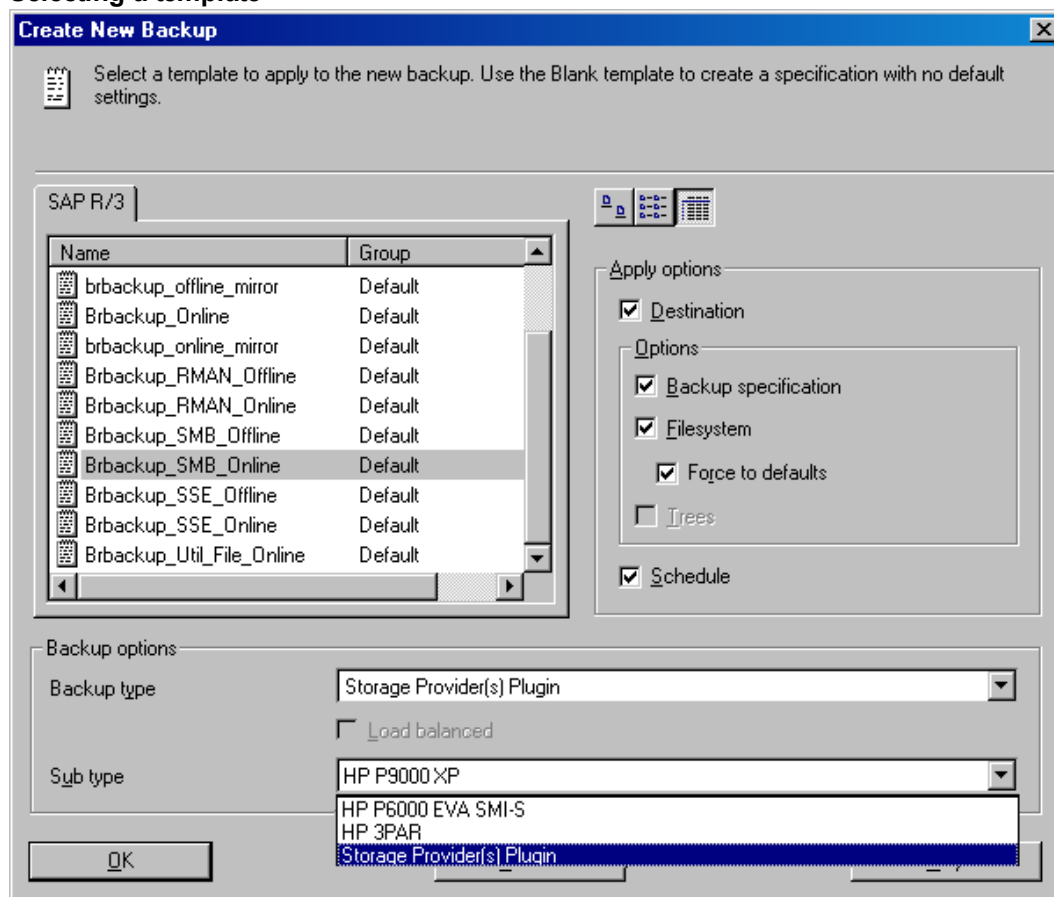 Selecting a template
Create New Backup
Select a template to apply to the new backup. Use the Blank template to create a specification with no default
settings.
SAP R/3
Name Group
brbackup_offline_mirror Default
Brbackup_Online Default
brbackup_online_mirror Default
Brbackup_RMAN_Offline Default
Brbackup_RMAN_Online Default
Brbackup_SMB_Offline Default
Brbackup_SMB_Online Default
Brbackup_SSE_Offline Default
Brbackup_SSE_Online Default
Brbackup_Util_File_Online Default
Apply options
Destination
Options
Backup specification
Filesystem
Force to defaults
Trees
Schedule
Backup options
Backup type Storage Provider(s) Plugin
Load balanced
Sub type HP P9000 XP
HP P6000 EVA SMI-S
HP 3PAR
Storage Provider(s) Plugin
OK